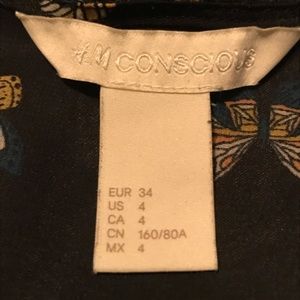 H&M CONSCIOUS
EUR 34
US 4
CA 4
CN 160/80A
MX 4